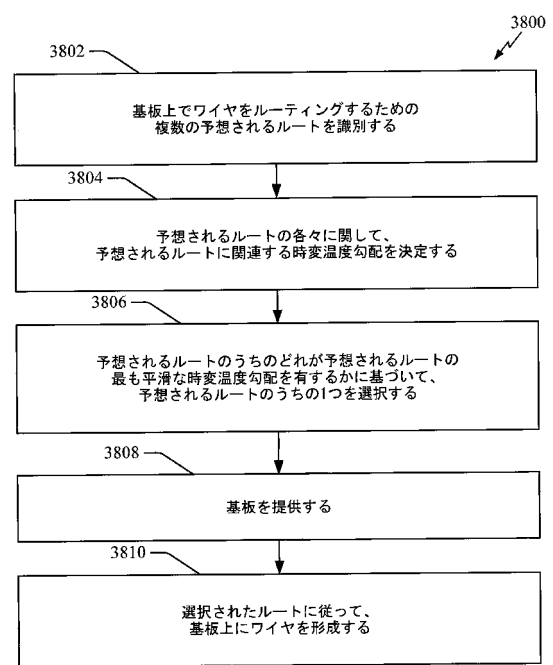 3800
3802
基板上でワイヤをルーティングするための
複数の予想されるルートを識別する
3804
予想されるルートの各々に関して、
予想されるルートに関連する時変温度勾配を決定する
3806
予想されるルートのうちのどれが予想されるルートの
最も平滑な時変温度勾配を有するかに基づいて、
予想されるルートのうちの1つを選択する
3808
基板を提供する
3810
選択されたルートに従って、
基板上にワイヤを形成する